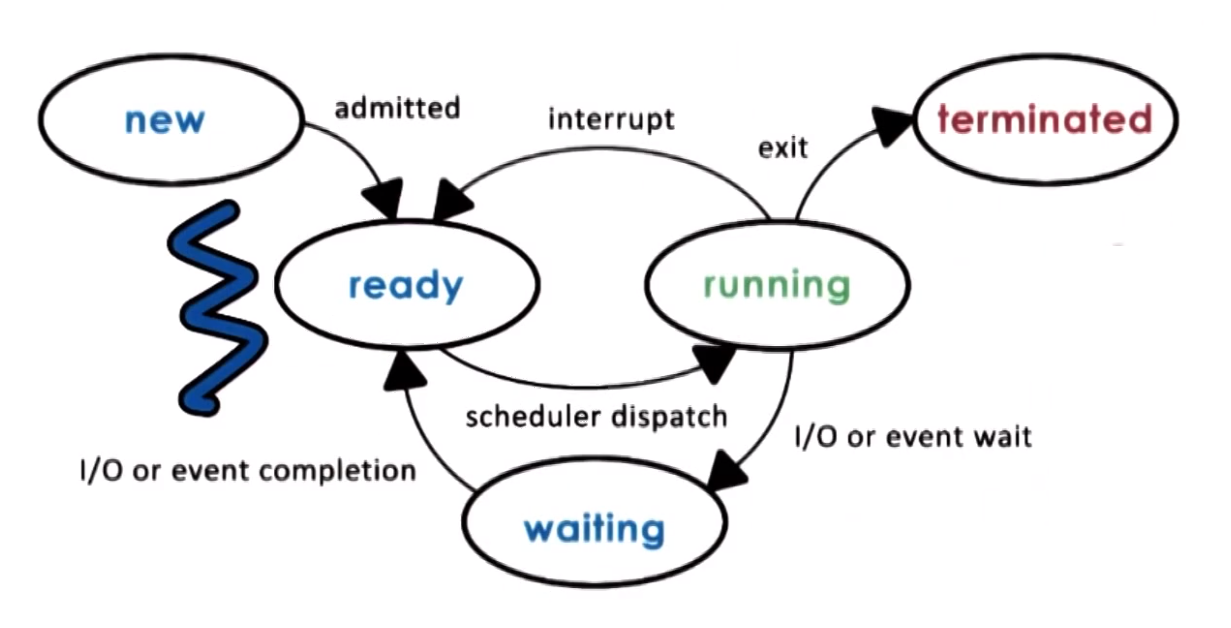 new
admitted
interrupt
exit
terminated
ready
running
scheduler dispatch
I/O or event wait
I/O or event completion
waiting